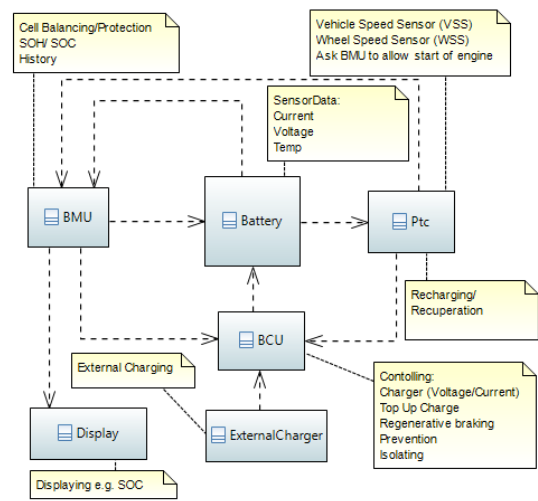 Cell Balancing/Protection
SOH/ SOC
History
Vehicle Speed Sensor (VSS)
Wheel Speed Sensor (WSS)
Ask BMU to allow start of engine
SensorData:
Current
Voltage
Temp
BMU
Battery
Ptc
Recharging/
Recuperation
BCU
External Charging
Contolling:
Charger (Voltage/Current)
Top Up Charge
Regenerative braking
Prevention
Isolating
Display
ExternalCharger
Displaying e.g. SOC